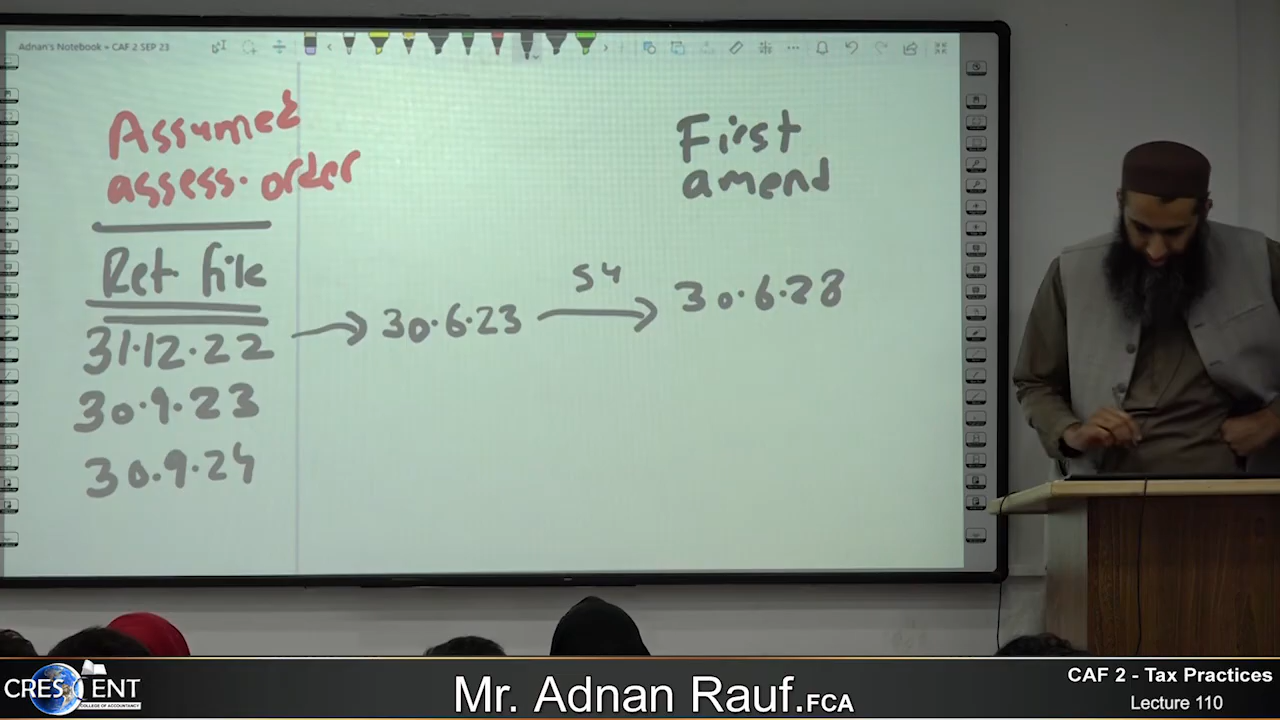 Adnan's Notebook » CAF 2 SEP 23
Assumed
assess. order
First
amend
Ret file
31.12.22 → 30.6.23 → 30.6.28
54
30.9.23
30.9.24
CRESCENT
COLLEGE OF ACCOUNTANCY
Mr. Adnan Rauf.FCA
CAF 2 - Tax Practices
Lecture 110